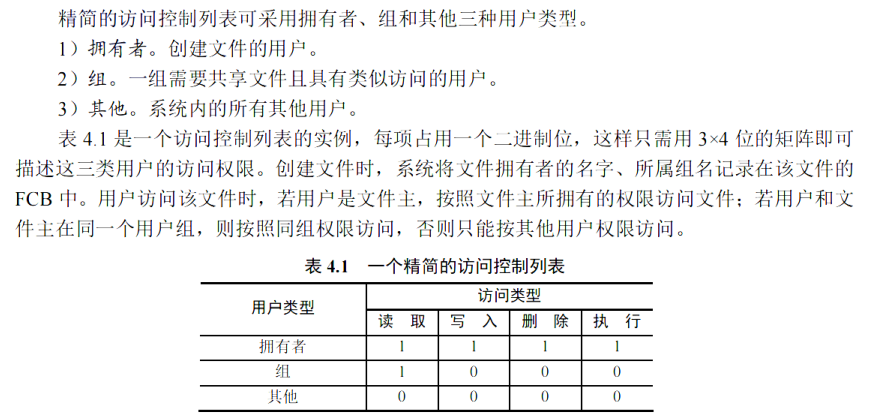 精简的访问控制列表可采用拥有者、组和其他三种用户类型。
1）拥有者。创建文件的用户。
2）组。一组需要共享文件且具有类似访问的用户。
3）其他。系统内的所有其他用户。
表 4.1 是一个访问控制列表的实例，每项占用一个二进制位，这样只需用 3×4 位的矩阵即可
描述这三类用户的访问权限。创建文件时，系统将文件拥有者的名字、所属组名记录在该文件的
FCB 中。用户访问该文件时，若用户是文件主，按照文件主所拥有的权限访问文件；若用户和文
件主在同一个用户组，则按照同组权限访问，否则只能按其他用户权限访问。
表 4.1 一个精简的访问控制列表
用户类型 访问类型
读 取 写 入 删 除 执 行
拥有者 1 1 1 1
组 1 0 0 0
其他 0 0 0 0